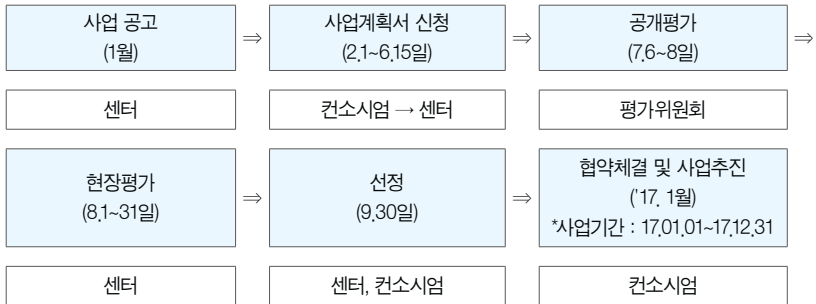 사업 공고
(1월)
⇒
사업계획서 신청
(2.1~6.15일)
⇒
공개평가
(7.6~8일)
⇒
센터
컨소시엄 → 센터
평가위원회
현장평가
(8.1~31일)
⇒
선정
(9.30일)
⇒
협약체결 및 사업추진
('17. 1월)
*사업기간 : 17.01.01~17.12.31
센터
센터, 컨소시엄
컨소시엄